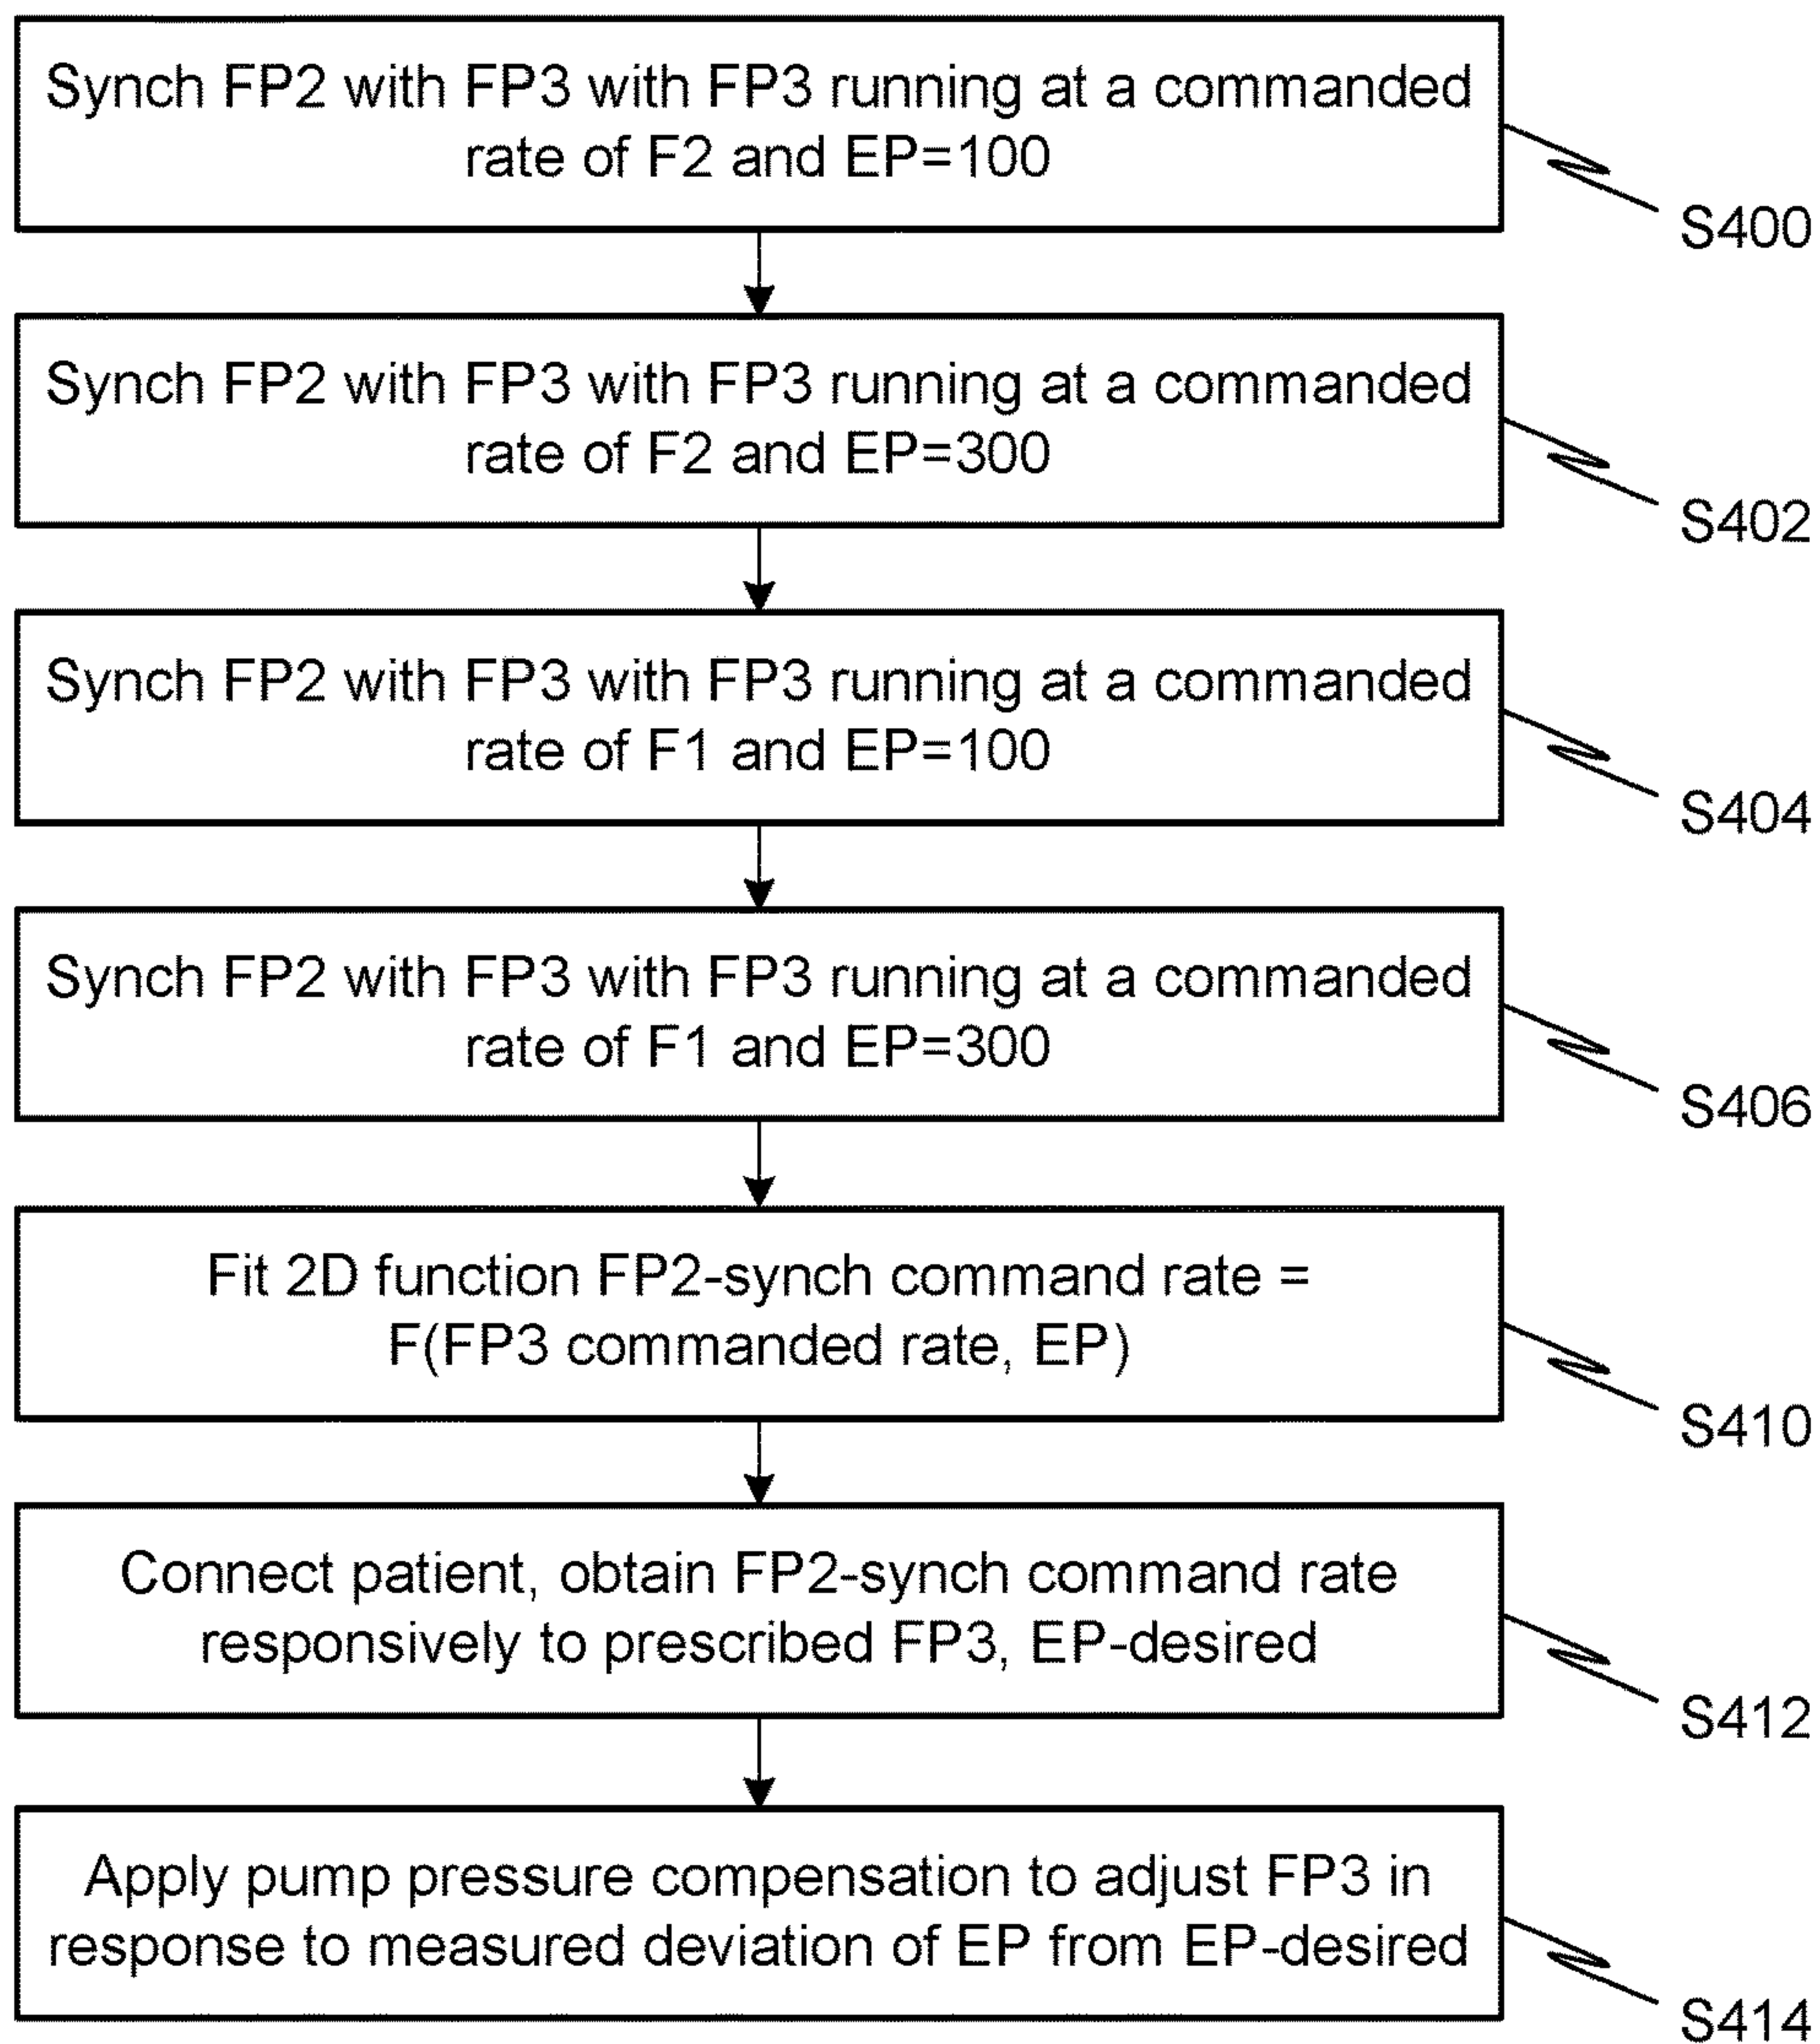 Synch FP2 with FP3 with FP3 running at a commanded
rate of F2 and EP=100
S400
Synch FP2 with FP3 with FP3 running at a commanded
rate of F2 and EP=300
S402
Synch FP2 with FP3 with FP3 running at a commanded
rate of F1 and EP=100
S404
Synch FP2 with FP3 with FP3 running at a commanded
rate of F1 and EP=300
S406
Fit 2D function FP2-synch command rate =
F(FP3 commanded rate, EP)
S410
Connect patient, obtain FP2-synch command rate
responsively to prescribed FP3, EP-desired
S412
Apply pump pressure compensation to adjust FP3 in
response to measured deviation of EP from EP-desired
S414